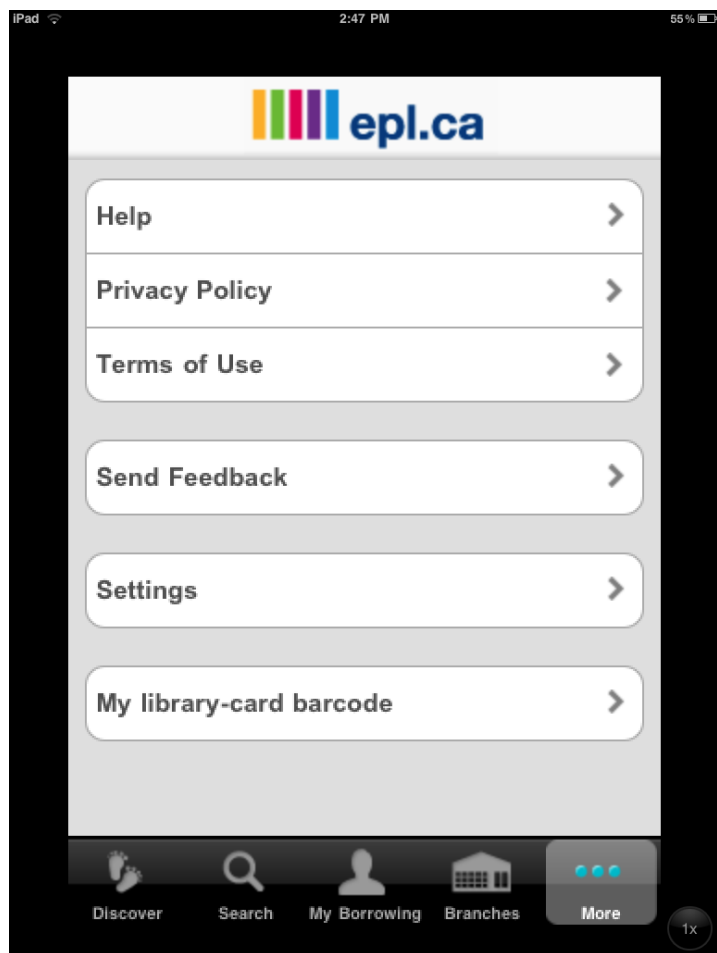 iPad 2:47 PM 55%
epl.ca
Help
Privacy Policy
Terms of Use
Send Feedback
Settings
My library-card barcode
Discover Search My Borrowing Branches More
1x